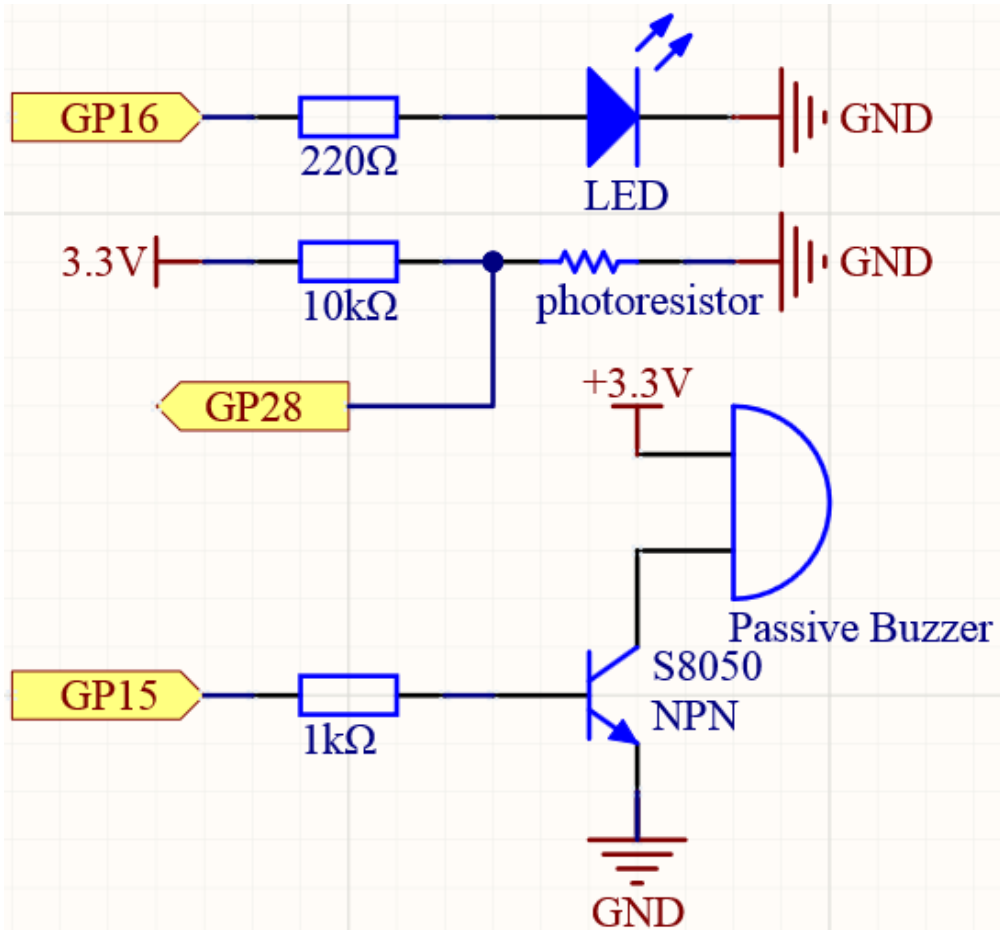 GP16
220Ω
LED
GND
3.3V
10kΩ
photoresistor
GND
GP28
+3.3V
Passive Buzzer
GP15
1kΩ
S8050
NPN
GND